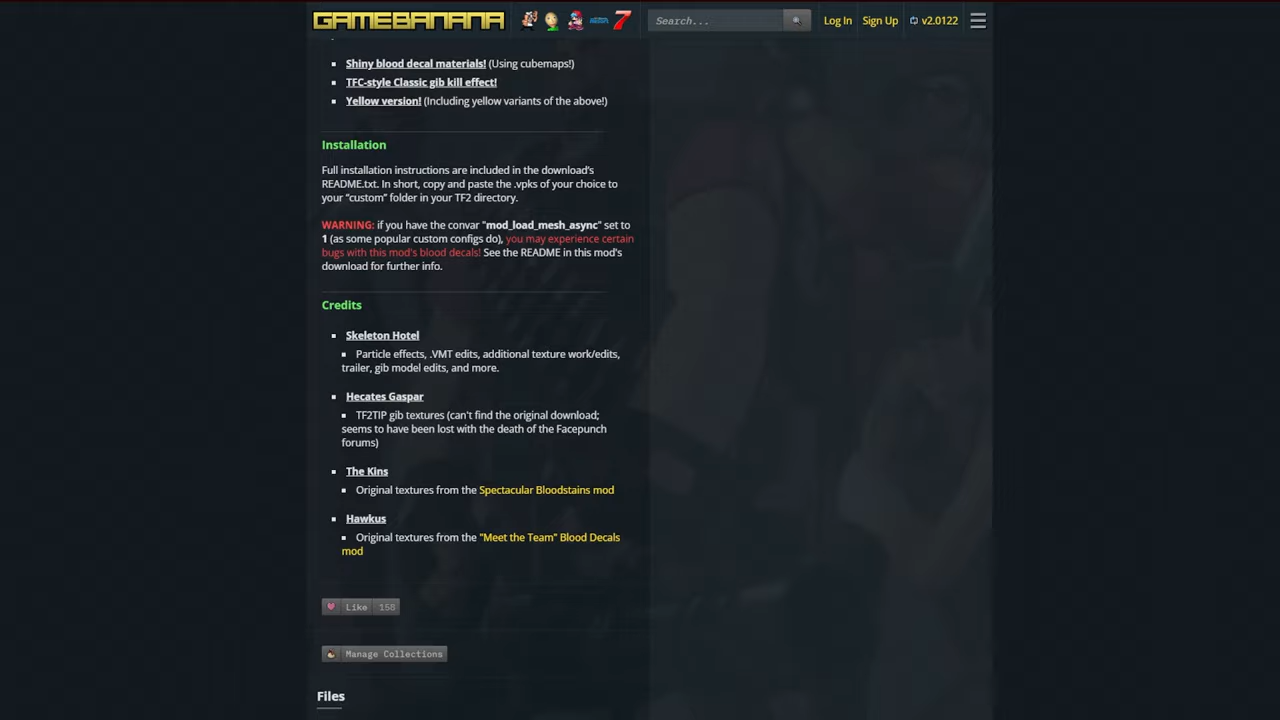 GAMEBANANA
Search...
Log In
Sign Up
v2.0122
Shiny blood decal materials! (Using cubemaps!)
TFC-style Classic gib kill effect!
Yellow version! (Including yellow variants of the above!)
Installation
Full installation instructions are included in the download's
README.txt. In short, copy and paste the .vpks of your choice to
your "custom" folder in your TF2 directory.
WARNING: if you have the convar "mod_load_mesh_async" set to
1 (as some popular custom configs do), you may experience certain
bugs with this mod's blood decals! See the README in this mod's
download for further info.
Credits
Skeleton Hotel
Particle effects, .VMT edits, additional texture work/edits,
trailer, gib model edits, and more.
Hecates Gaspar
TF2TIP gib textures (can't find the original download;
seems to have been lost with the death of the Facepunch
forums)
The Kins
Original textures from the Spectacular Bloodstains mod
Hawkus
Original textures from the "Meet the Team" Blood Decals
mod
Like 158
Manage Collections
Files